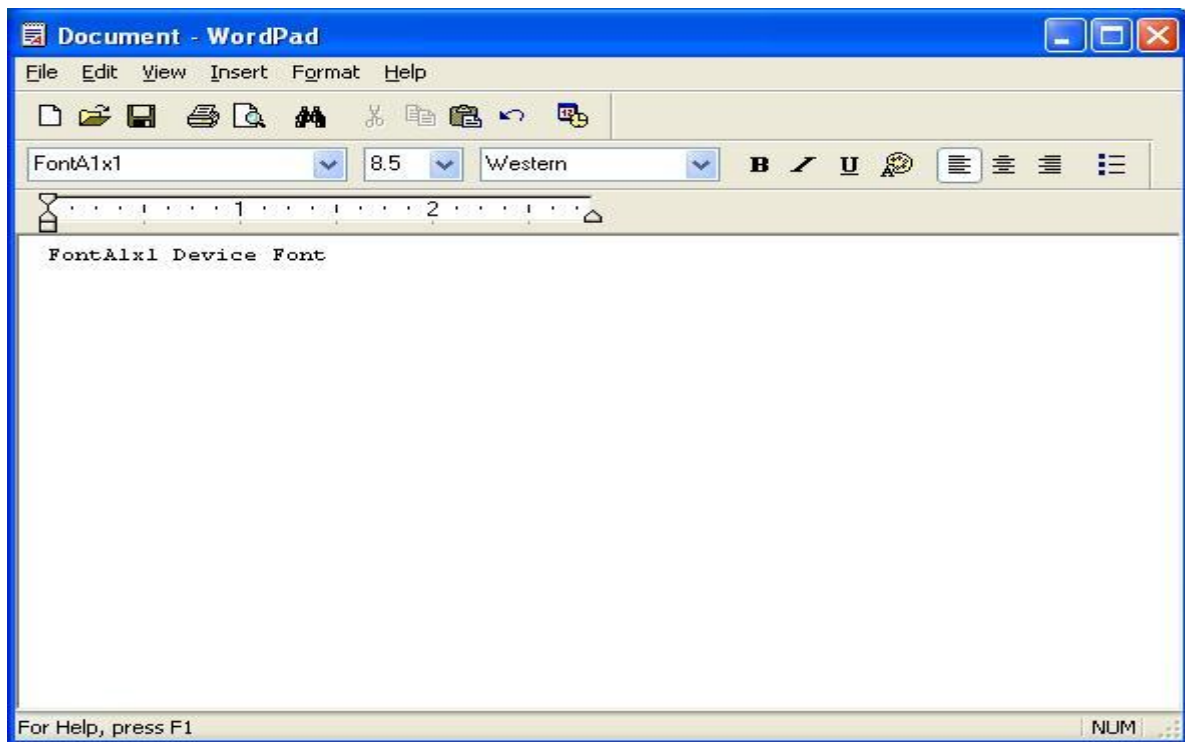 Document - WordPad
File Edit View Insert Format Help
FontA1x1 8.5 Western B U
1 2
FontA1x1 Device Font
For Help, press F1 NUM